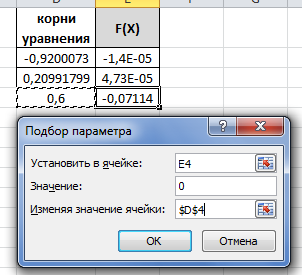 D E F G
корни уравнения F(X)
-0,9200073 -1,4E-05
0,20991799 4,73E-05
0,6 -0,07114
Подбор параметра
Установить в ячейке: E4
Значение: 0
Изменяя значение ячейки: $D$4
OK Отмена